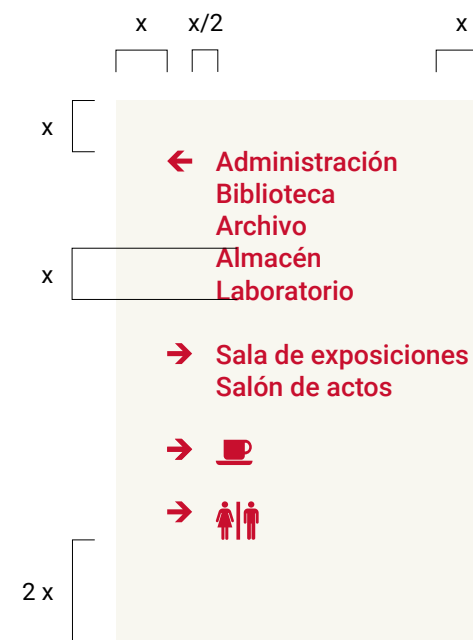 x x/2 x
x
Administración
Biblioteca
Archivo
Almacén
x
Laboratorio
Sala de exposiciones
Salón de actos
2 x